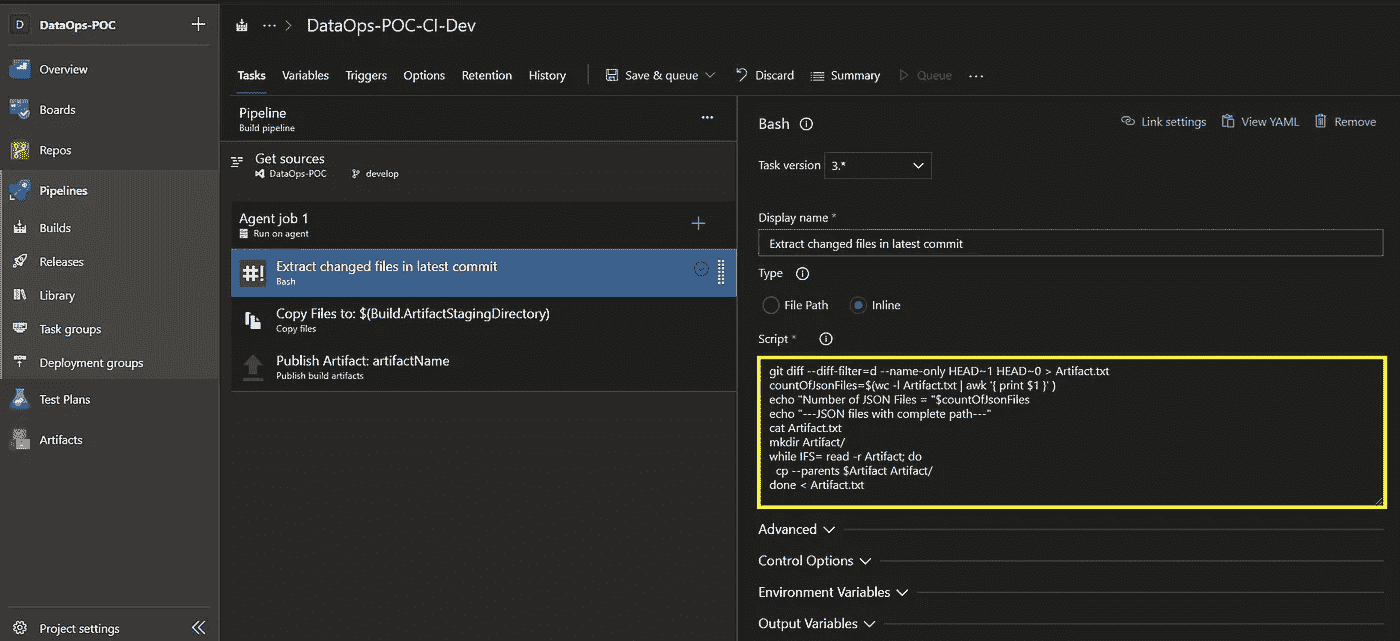 D DataOps-POC
Overview
Boards
Repos
Pipelines
Builds
Releases
Library
Task groups
Deployment groups
Test Plans
Artifacts
Project settings
DataOps-POC-CI-Dev
Tasks Variables Triggers Options Retention History Save & queue Discard Summary Queue
Pipeline
Build pipeline
Get sources
DataOps-POC develop
Agent job 1
Run on agent
#! Extract changed files in latest commit
Bash
Copy Files to: $(Build.ArtifactStagingDirectory)
Copy files
Publish Artifact: artifactName
Publish build artifacts
Bash Link settings View YAML Remove
Task version 3.*
Display name *
Extract changed files in latest commit
Type
File Path Inline
Script *
git diff --diff-filter=d --name-only HEAD~1 HEAD~0 > Artifact.txt
countOfJsonFiles=$(wc -l Artifact.txt | awk '{ print $1 }' )
echo "Number of JSON Files = "$countOfJsonFiles
echo "---JSON files with complete path---"
cat Artifact.txt
mkdir Artifact/
while IFS= read -r Artifact; do
cp --parents $Artifact Artifact/
done < Artifact.txt
Advanced
Control Options
Environment Variables
Output Variables